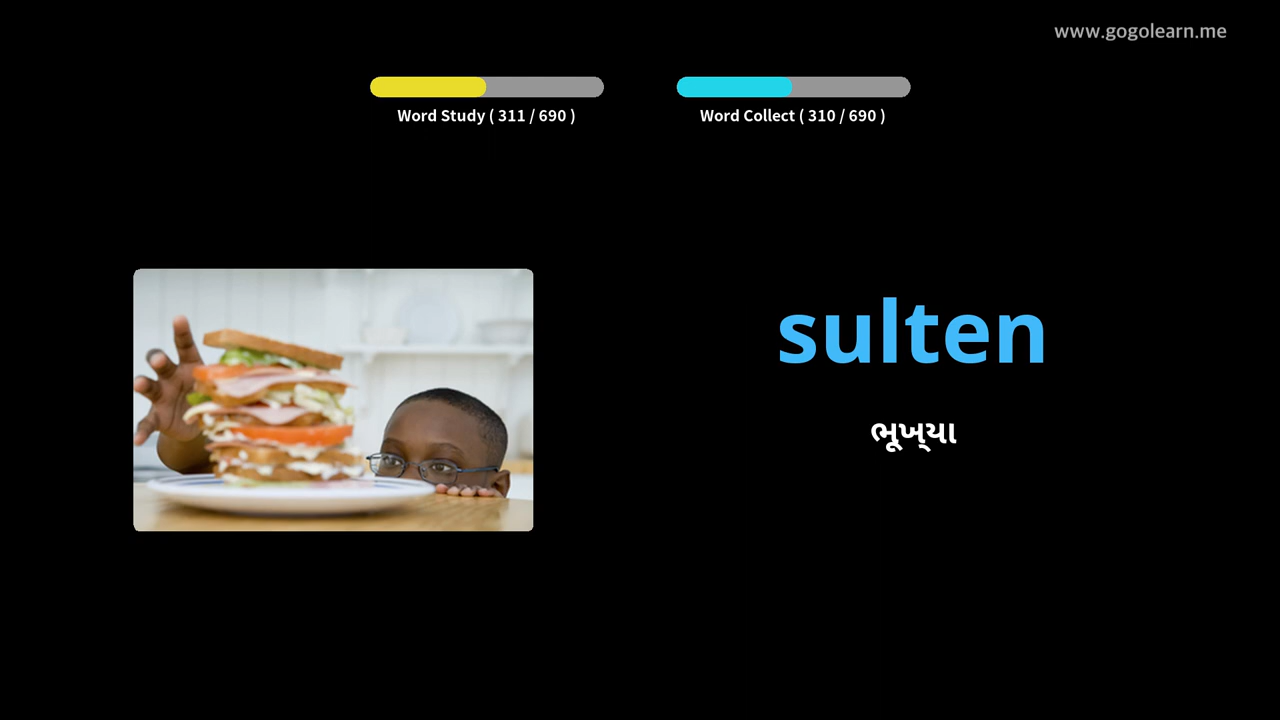 www.gogolearn.me
Word Study ( 311 / 690 )
Word Collect ( 310 / 690 )
sulten
ભૂખ્યા